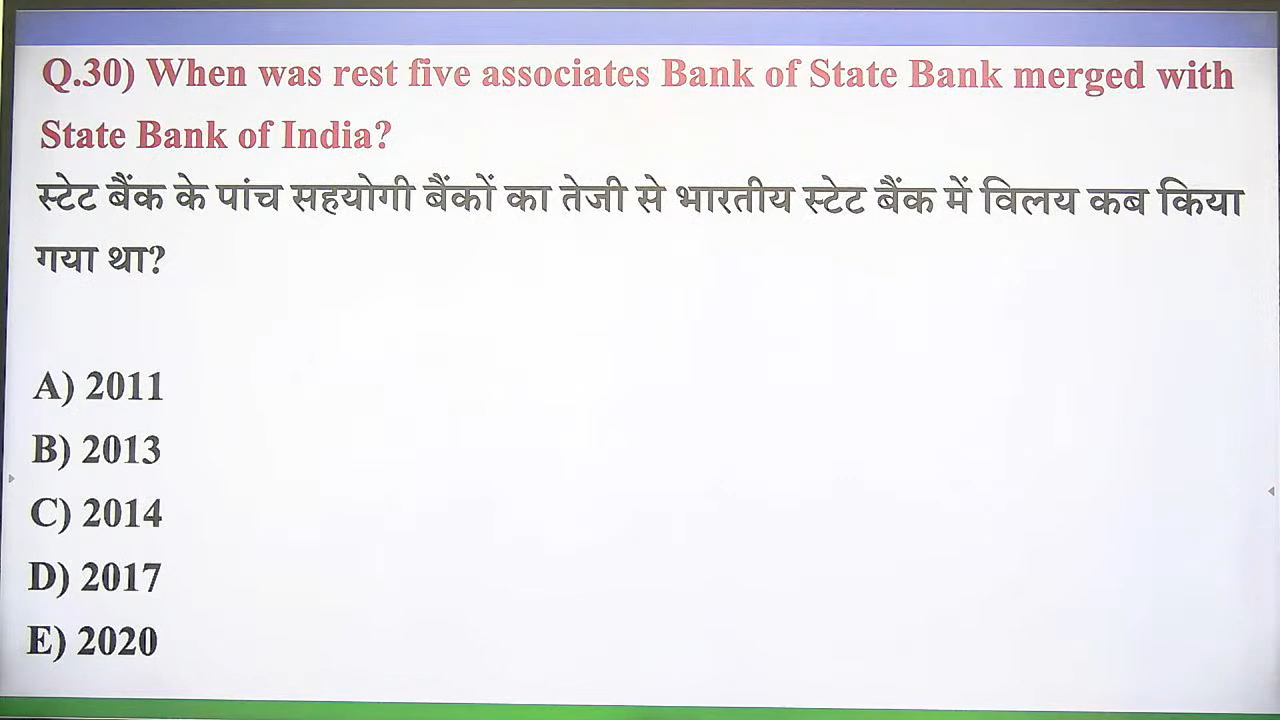 Q.30) When was rest five associates Bank of State Bank merged with
State Bank of India?
स्टेट बैंक के पांच सहयोगी बैंकों का तेजी से भारतीय स्टेट बैंक में विलय कब किया
गया था?
A) 2011
B) 2013
C) 2014
D) 2017
E) 2020